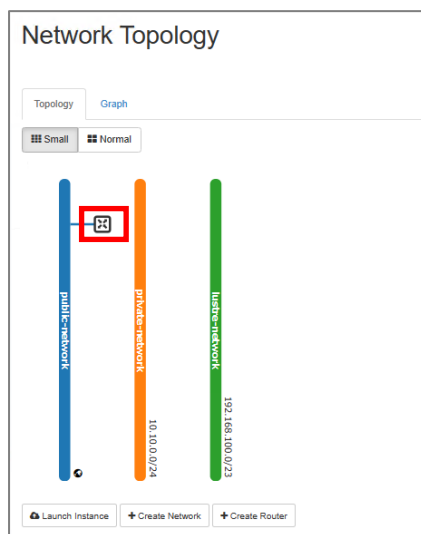 Network Topology
Topology
Graph
Small
Normal
public-network
private-network
10.10.0.0/24
lustre-network
192.168.100.0/23
Launch Instance
+ Create Network
+ Create Router